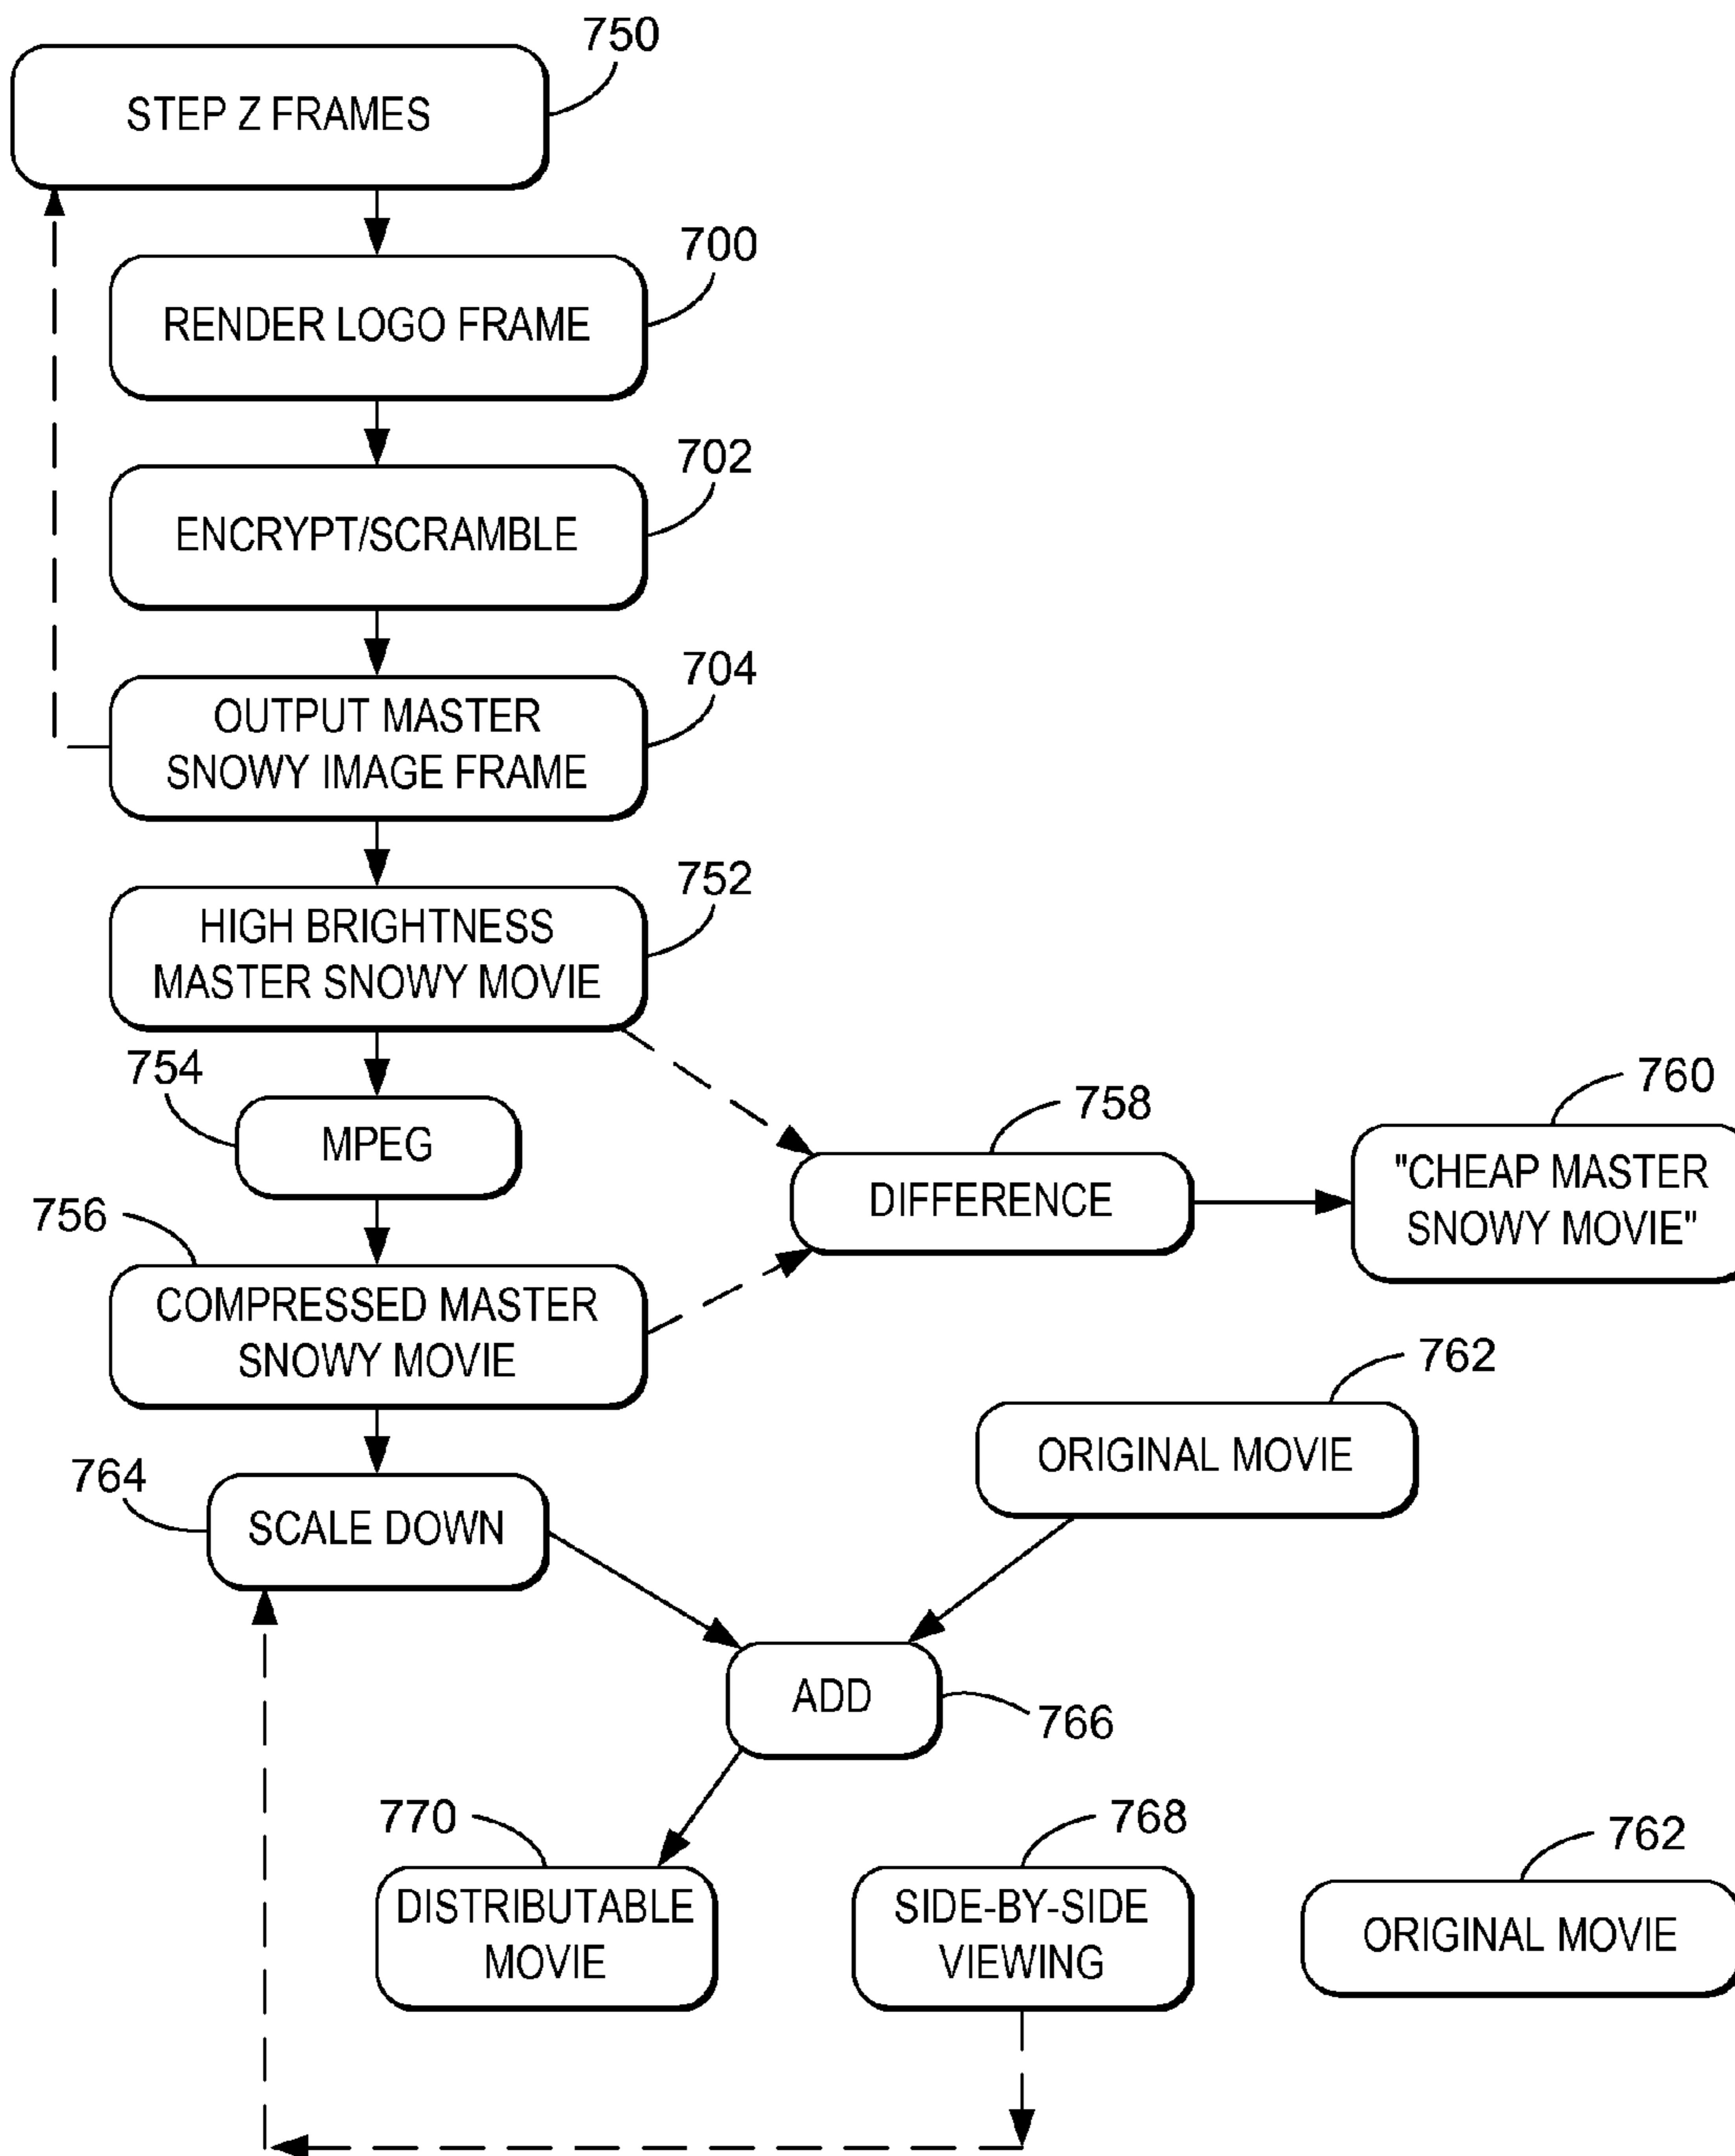 750
STEP Z FRAMES
700
RENDER LOGO FRAME
702
ENCRYPT/SCRAMBLE
704
OUTPUT MASTER
SNOWY IMAGE FRAME
752
HIGH BRIGHTNESS
MASTER SNOWY MOVIE
754
MPEG
758
DIFFERENCE
760
"CHEAP MASTER
SNOWY MOVIE"
756
COMPRESSED MASTER
SNOWY MOVIE
762
ORIGINAL MOVIE
764
SCALE DOWN
ADD
766
770
DISTRIBUTABLE
MOVIE
768
SIDE-BY-SIDE
VIEWING
762
ORIGINAL MOVIE